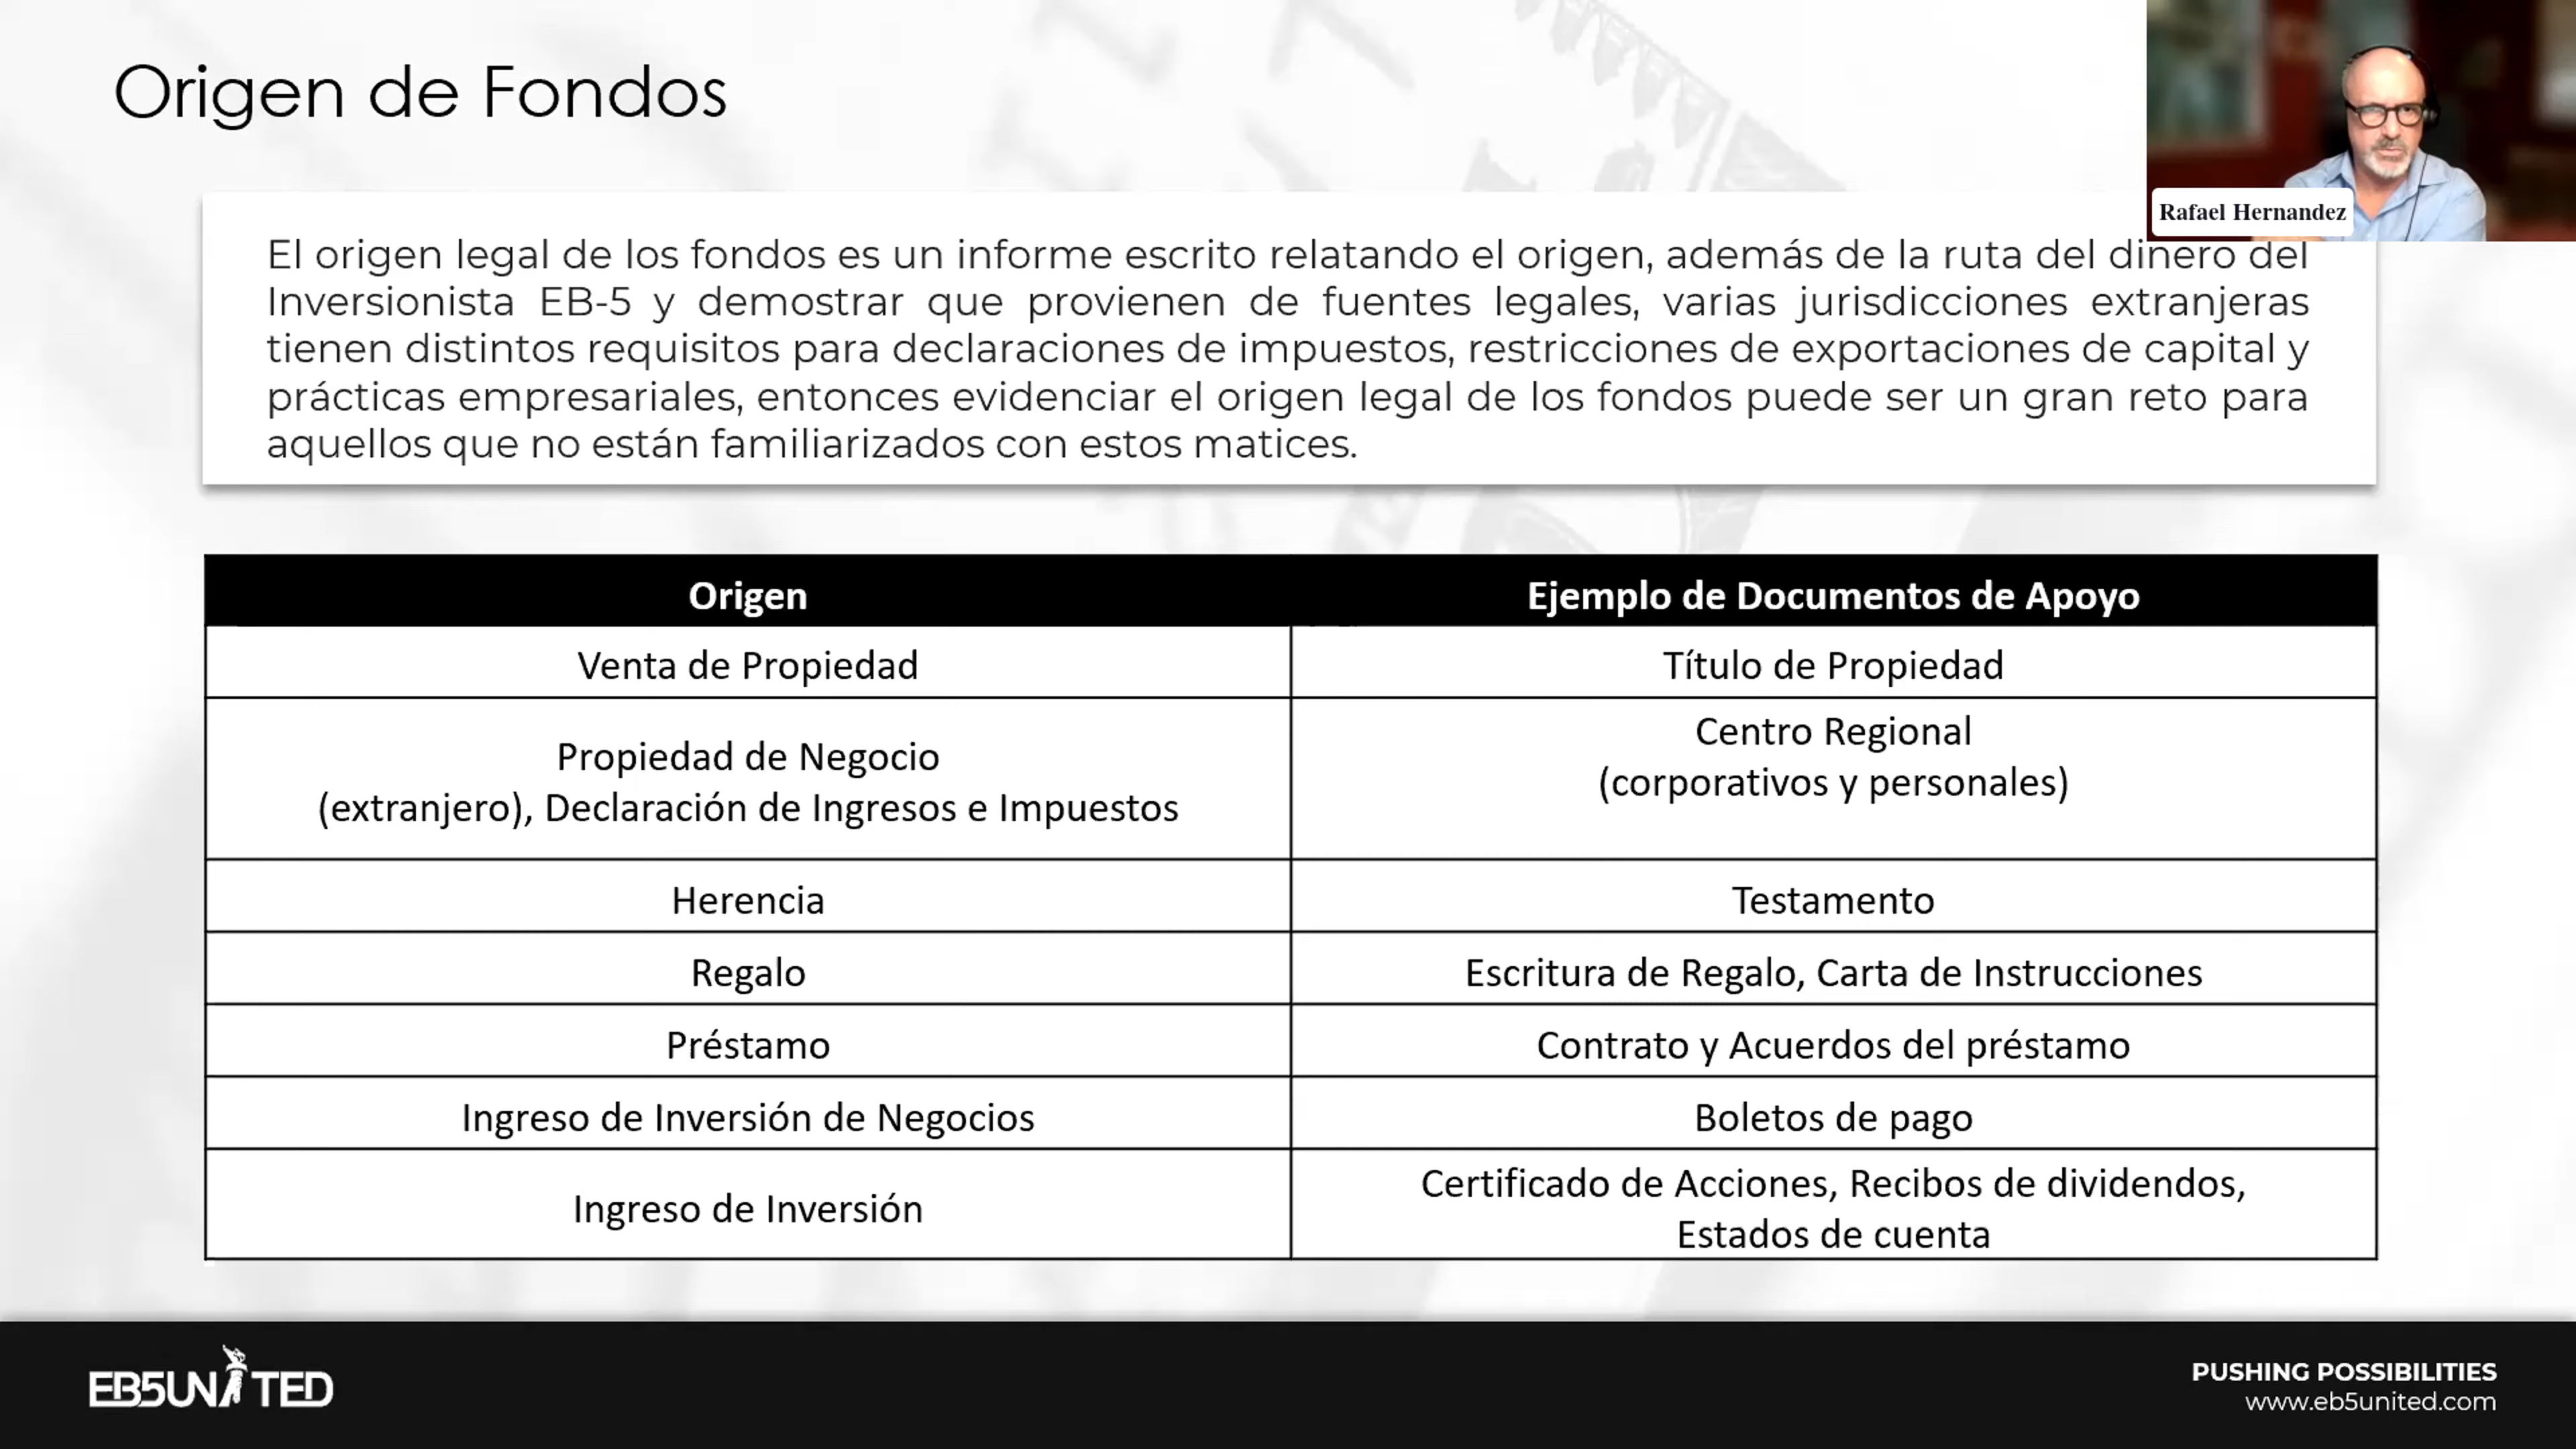 Origen de Fondos
Rafael Hernandez
El origen legal de los fondos es un informe escrito relatando el origen, además de la ruta del dinero del
Inversionista EB-5 y demostrar que provienen de fuentes legales, varias jurisdicciones extranjeras
tienen distintos requisitos para declaraciones de impuestos, restricciones de exportaciones de capital y
prácticas empresariales, entonces evidenciar el origen legal de los fondos puede ser un gran reto para
aquellos que no están familiarizados con estos matices.
Origen
Ejemplo de Documentos de Apoyo
Venta de Propiedad
Título de Propiedad
Propiedad de Negocio
(extranjero), Declaración de Ingresos e Impuestos
Centro Regional
(corporativos y personales)
Herencia
Testamento
Regalo
Escritura de Regalo, Carta de Instrucciones
Préstamo
Contrato y Acuerdos del préstamo
Ingreso de Inversión de Negocios
Boletos de pago
Ingreso de Inversión
Certificado de Acciones, Recibos de dividendos,
Estados de cuenta
EB5UNITED
PUSHING POSSIBILITIES
www.eb5united.com